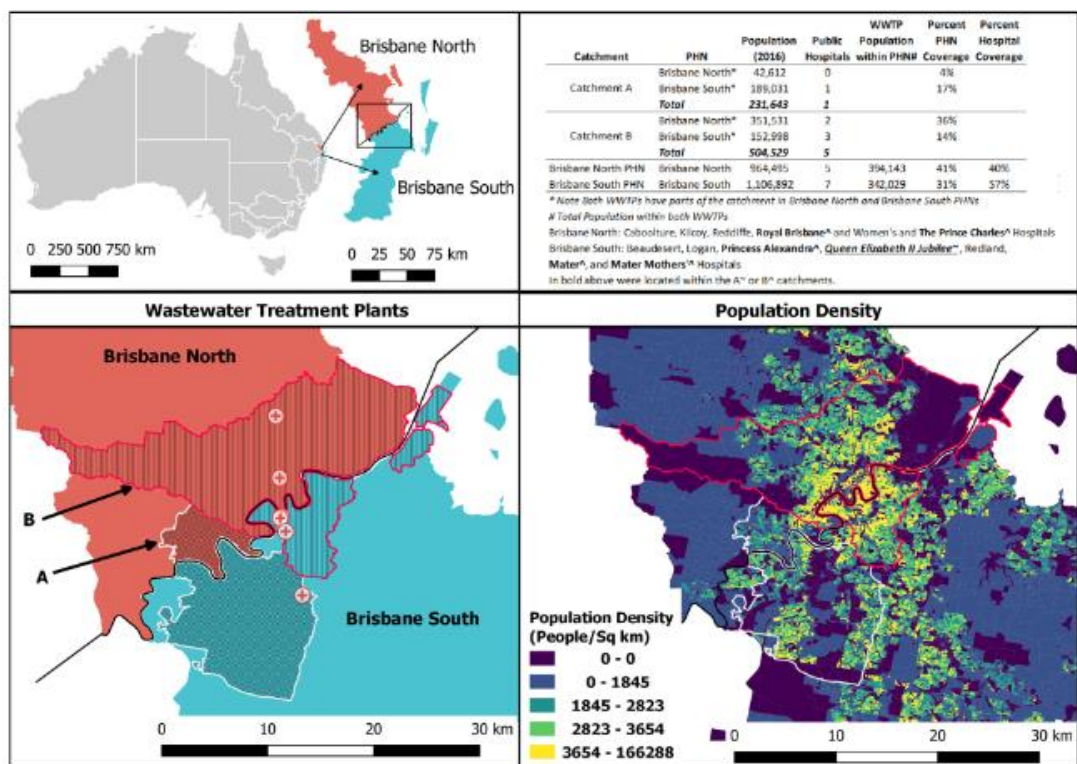 Brisbane North
Brisbane South
0 250 500 750 km
0 25 50 75 km
WWTP Percent Percent
Population Public Population PHN Hospital
Catchment PHN (2016) Hospitals within PHN# Coverage Coverage
Brisbane North* 42,612 0 4%
Catchment A Brisbane South* 189,031 1 17%
Total 231,643 1
Brisbane North* 351,531 2 36%
Catchment B Brisbane South* 152,998 3 14%
Total 504,529 5
Brisbane North PHN Brisbane North 964,495 5 394,143 41% 40%
Brisbane South PHN Brisbane South 1,106,892 7 342,029 31% 57%
* Note Both WWTPs have parts of the catchment in Brisbane North and Brisbane South PHNs
# Total Population within both WWTPs
Brisbane North: Caboolture, Kilcoy, Redcliffe, Royal Brisbane^ and Women's and The Prince Charles^ Hospitals
Brisbane South: Beaudesert, Logan, Princess Alexandra^, Queen Elizabeth II Jubilee~, Redland,
Mater^, and Mater Mothers'^ Hospitals
In bold above were located within the A~ or B^ catchments.
Wastewater Treatment Plants
Brisbane North
B
A
Brisbane South
0 10 20 30 km
Population Density
Population Density
(People/Sq km)
0 - 0
0 - 1845
1845 - 2823
2823 - 3654
3654 - 166288
0 10 20 30 km